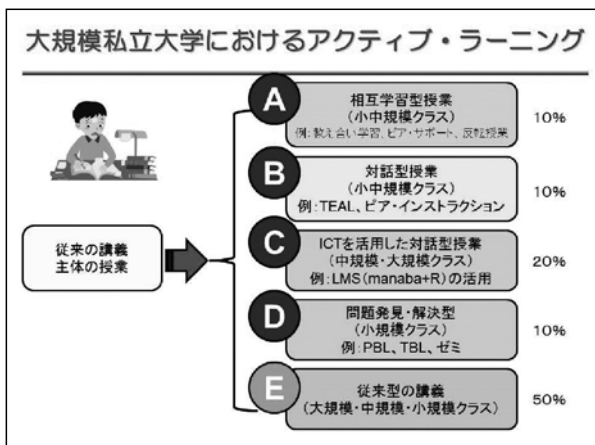 大規模私立大学におけるアクティブ・ラーニング
A
相互学習型授業
(小中規模クラス)
例:教え合い学習、ピア・サポート、反転授業
10%
B
対話型授業
(小中規模クラス)
例:TEAL、ピア・インストラクション
10%
従来の講義
主体の授業
C
ICTを活用した対話型授業
(中規模・大規模クラス)
例:LMS(manaba+R)の活用
20%
D
問題発見・解決型
(小規模クラス)
例:PBL、TBL、ゼミ
10%
E
従来型の講義
(大規模・中規模・小規模クラス)
50%